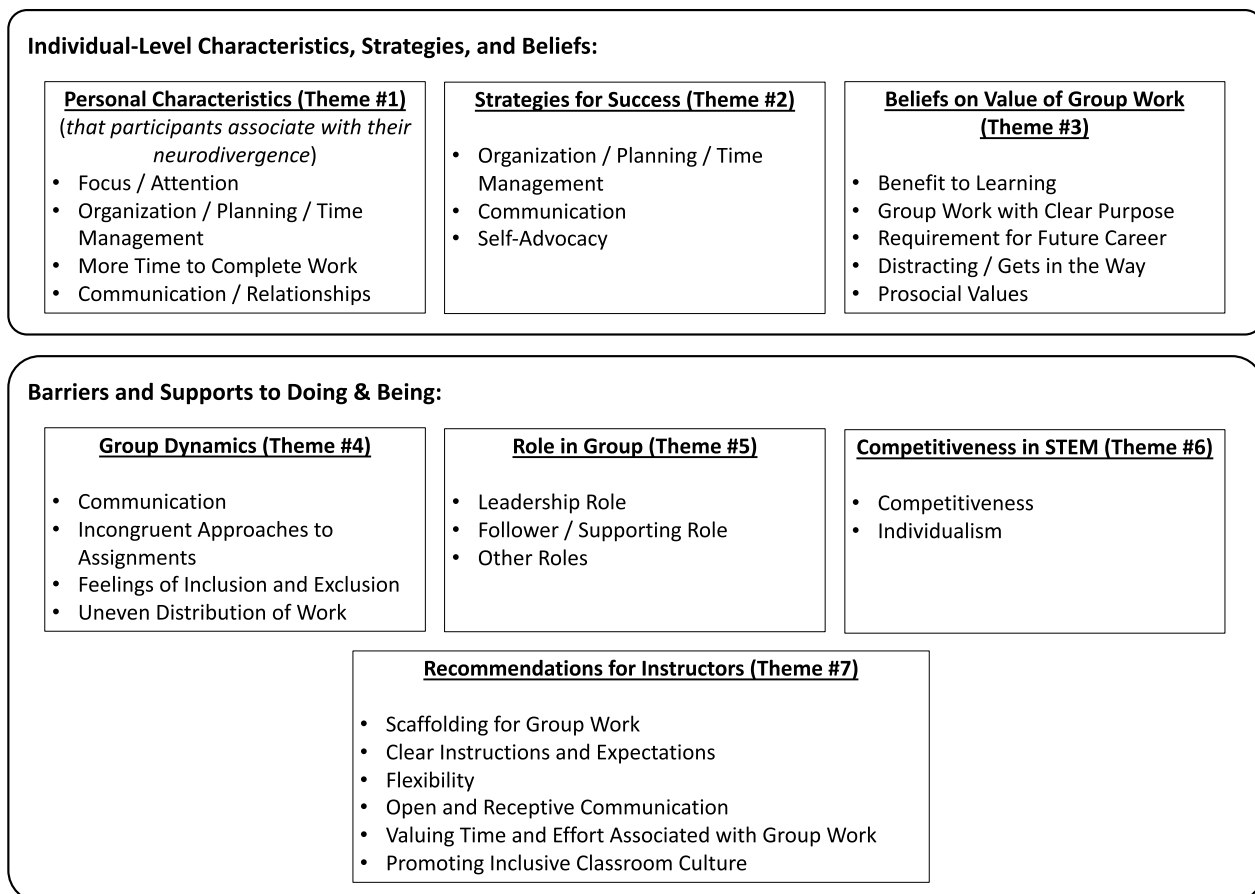 Individual-Level Characteristics, Strategies, and Beliefs:
Personal Characteristics (Theme #1)
(that participants associate with their
neurodivergence)
• Focus / Attention
• Organization / Planning / Time
Management
• More Time to Complete Work
• Communication / Relationships
Strategies for Success (Theme #2)
• Organization / Planning / Time
Management
• Communication
• Self-Advocacy
Beliefs on Value of Group Work
(Theme #3)
• Benefit to Learning
• Group Work with Clear Purpose
• Requirement for Future Career
• Distracting / Gets in the Way
• Prosocial Values
Barriers and Supports to Doing & Being:
Group Dynamics (Theme #4)
• Communication
• Incongruent Approaches to
Assignments
• Feelings of Inclusion and Exclusion
• Uneven Distribution of Work
Role in Group (Theme #5)
• Leadership Role
• Follower / Supporting Role
• Other Roles
Competitiveness in STEM (Theme #6)
• Competitiveness
• Individualism
Recommendations for Instructors (Theme #7)
• Scaffolding for Group Work
• Clear Instructions and Expectations
• Flexibility
• Open and Receptive Communication
• Valuing Time and Effort Associated with Group Work
• Promoting Inclusive Classroom Culture